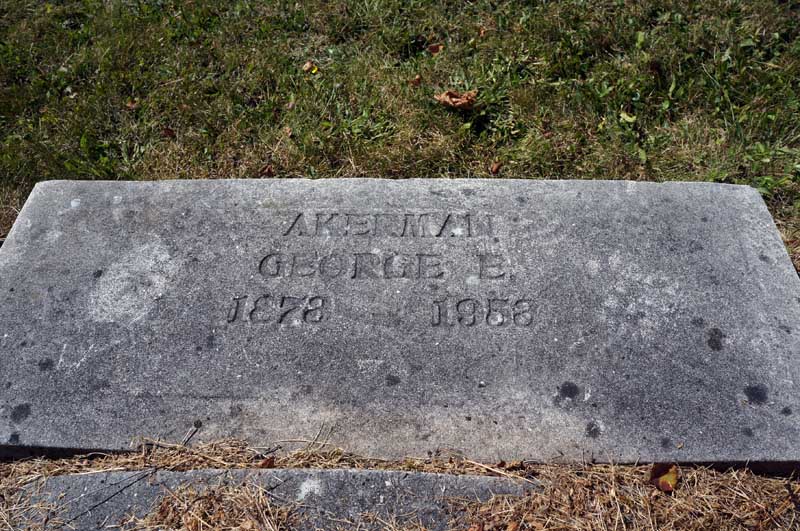 AKERMAN
GEORGE E.
1878 — 1958